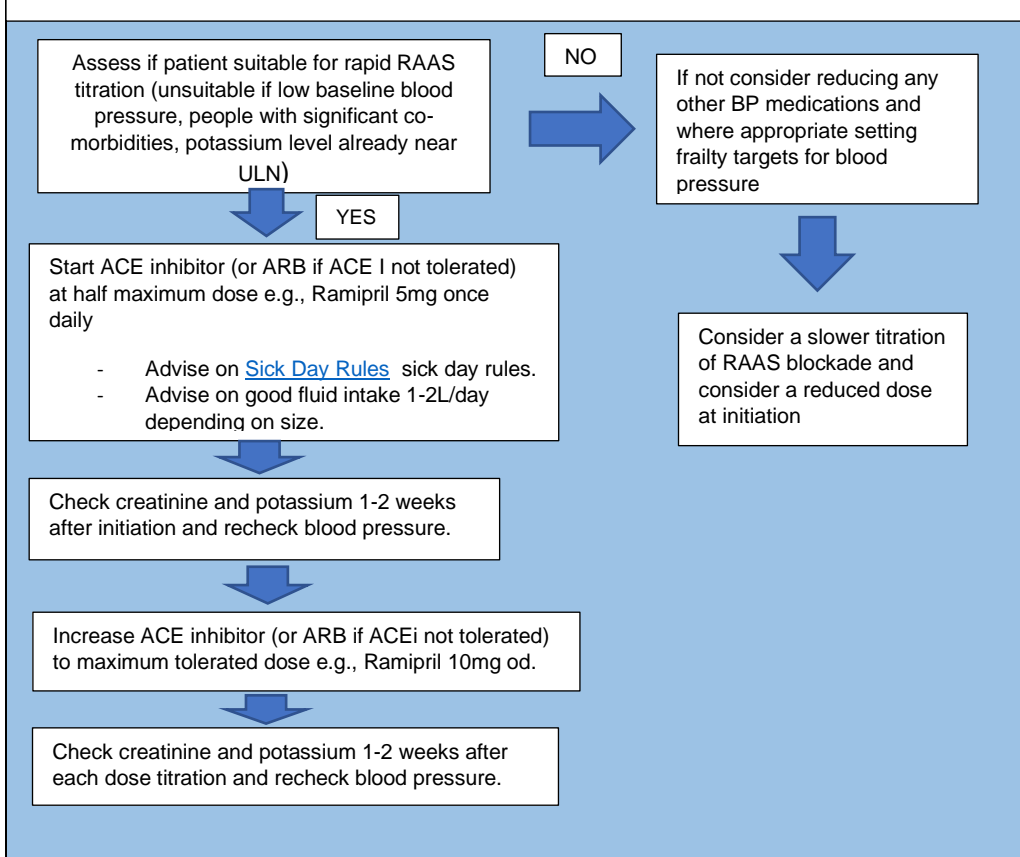 Assess if patient suitable for rapid RAAS
titration (unsuitable if low baseline blood
pressure, people with significant co-
morbidities, potassium level already near
ULN)
NO
If not consider reducing any
other BP medications and
where appropriate setting
frailty targets for blood
pressure
YES
Start ACE inhibitor (or ARB if ACE I not tolerated)
at half maximum dose e.g., Ramipril 5mg once
daily
- Advise on Sick Day Rules  sick day rules.
- Advise on good fluid intake 1-2L/day
depending on size.
Consider a slower titration
of RAAS blockade and
consider a reduced dose
at initiation
Check creatinine and potassium 1-2 weeks
after initiation and recheck blood pressure.
Increase ACE inhibitor (or ARB if ACEi not tolerated)
to maximum tolerated dose e.g., Ramipril 10mg od.
Check creatinine and potassium 1-2 weeks after
each dose titration and recheck blood pressure.